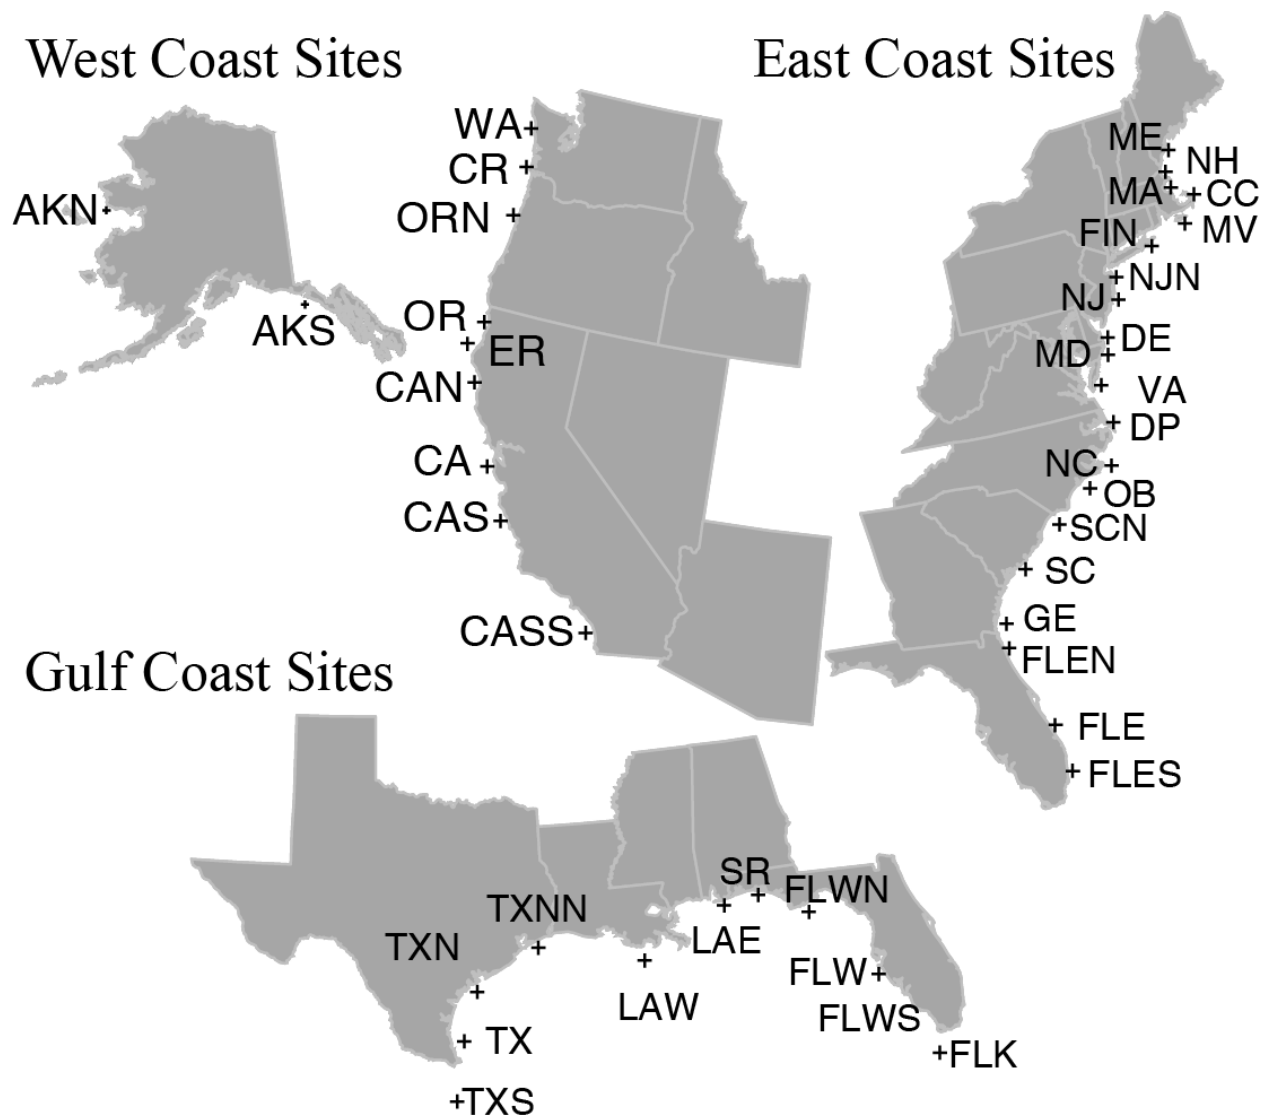 West Coast Sites
WA
CR
AKN
ORN
OR
AKS
ER
CAN
CA
CAS
CASS
East Coast Sites
ME
NH
MA
CC
MV
FIN
NJN
NJ
DE
MD
VA
DP
NC
OB
SCN
SC
GE
FLEN
FLE
FLES
Gulf Coast Sites
SR
FLWN
TXNN
TXN
LAE
FLW
LAW
FLWS
TX
FLK
TXS